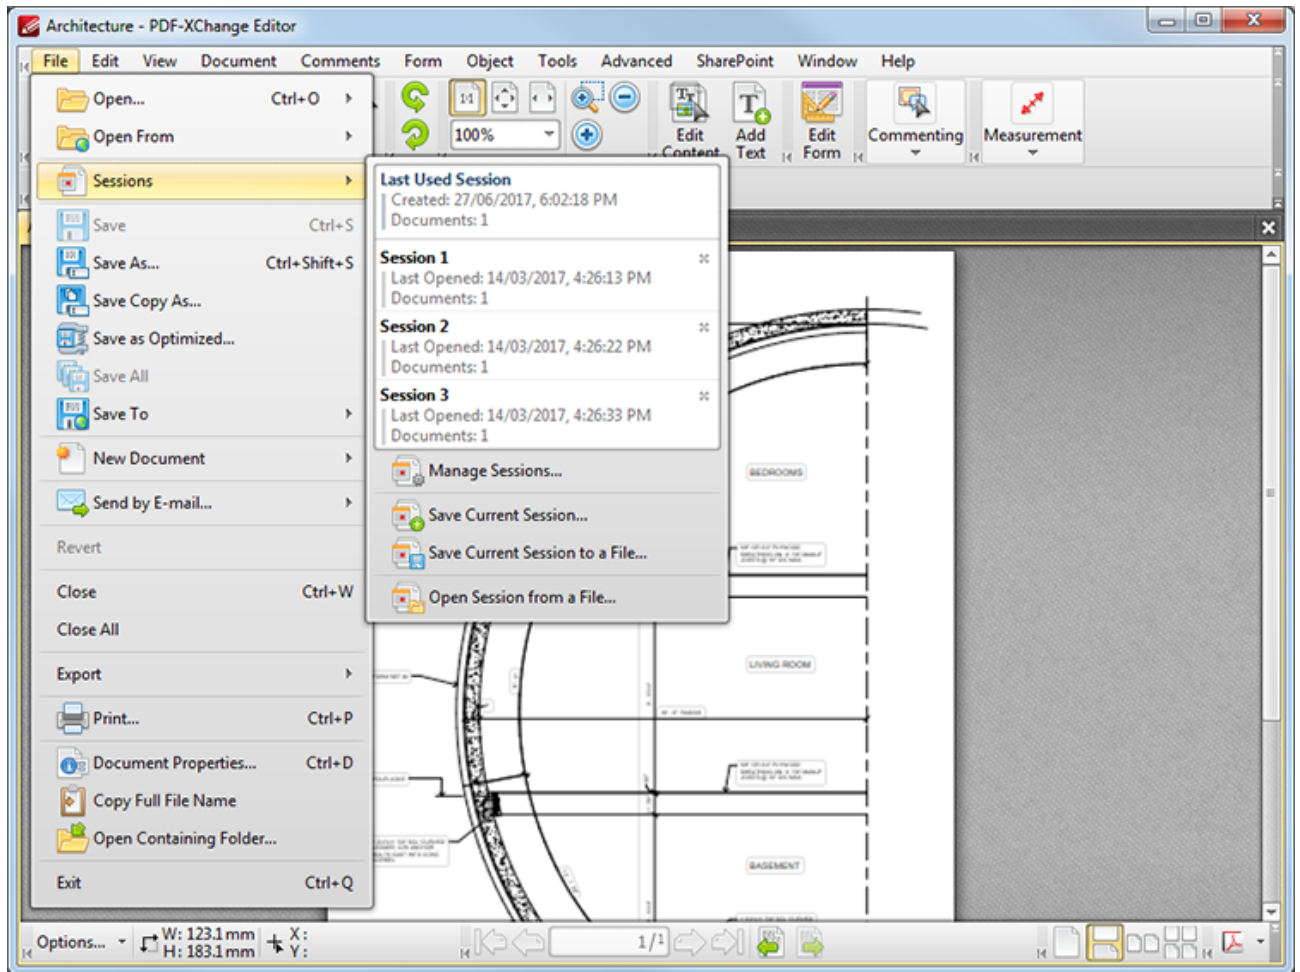 Architecture - PDF-XChange Editor
File Edit View Document Comments Form Object Tools Advanced SharePoint Window Help
Open... Ctrl+O
Open From
Sessions
Save Ctrl+S
Save As... Ctrl+Shift+S
Save Copy As...
Save as Optimized...
Save All
Save To
New Document
Send by E-mail...
Revert
Close Ctrl+W
Close All
Export
Print... Ctrl+P
Document Properties... Ctrl+D
Copy Full File Name
Open Containing Folder...
Exit Ctrl+Q
100%
Edit
Content
Add
Text
Edit
Form
Commenting
Measurement
Last Used Session
Created: 27/06/2017, 6:02:18 PM
Documents: 1
Session 1
Last Opened: 14/03/2017, 4:26:13 PM
Documents: 1
Session 2
Last Opened: 14/03/2017, 4:26:22 PM
Documents: 1
Session 3
Last Opened: 14/03/2017, 4:26:33 PM
Documents: 1
Manage Sessions...
Save Current Session...
Save Current Session to a File...
Open Session from a File...
BEDROOMS
LIVING ROOM
BASEMENT
Options...
W: 123.1 mm
H: 183.1 mm
X:
Y:
1/1